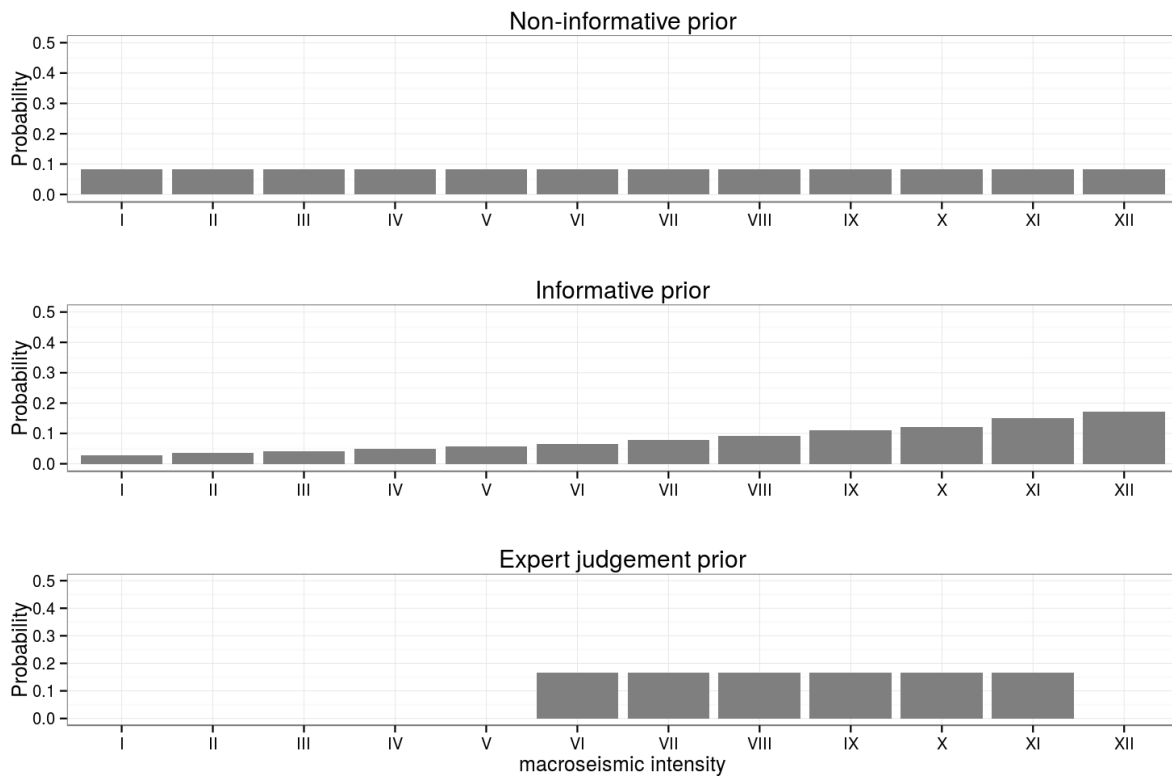 Non-informative prior
Probability
0.5
0.4
0.3
0.2
0.1
0.0
I II III IV V VI VII VIII IX X XI XII
Informative prior
Probability
0.5
0.4
0.3
0.2
0.1
0.0
I II III IV V VI VII VIII IX X XI XII
Expert judgement prior
Probability
0.5
0.4
0.3
0.2
0.1
0.0
I II III IV V VI VII VIII IX X XI XII
macroseismic intensity